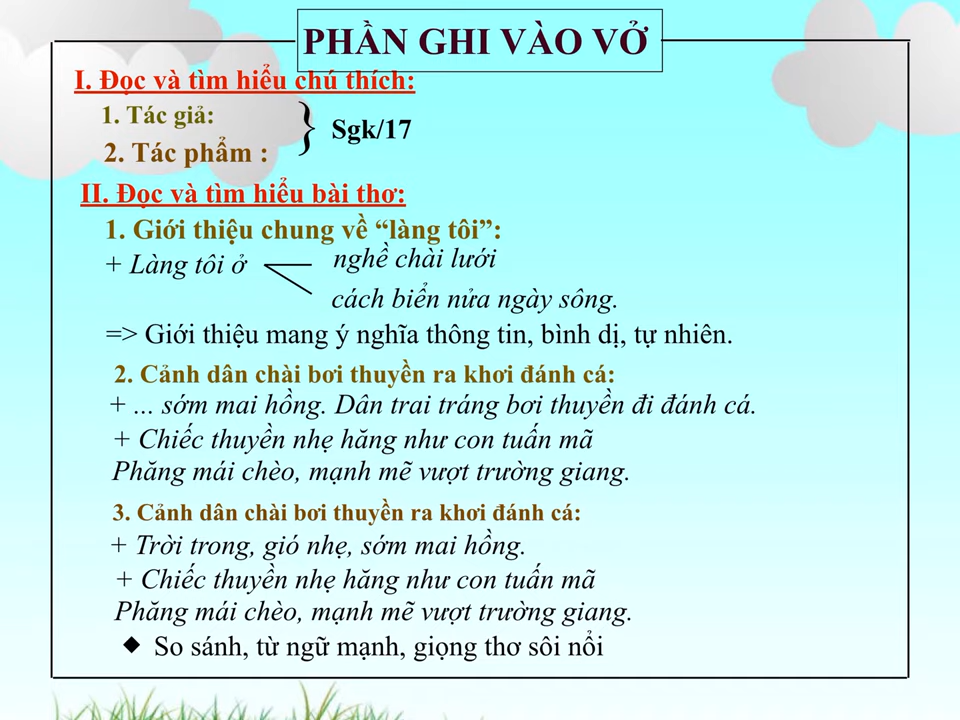 PHẦN GHI VÀO VỞ
I. Đọc và tìm hiểu chú thích:
1. Tác giả:
2. Tác phẩm :
} Sgk/17
II. Đọc và tìm hiểu bài thơ:
1. Giới thiệu chung về “làng tôi”:
+ Làng tôi ở
nghề chài lưới
cách biển nửa ngày sông.
=> Giới thiệu mang ý nghĩa thông tin, bình dị, tự nhiên.
2. Cảnh dân chài bơi thuyền ra khơi đánh cá:
+ ... sớm mai hồng. Dân trai tráng bơi thuyền đi đánh cá.
+ Chiếc thuyền nhẹ hăng như con tuấn mã
Phăng mái chèo, mạnh mẽ vượt trường giang.
3. Cảnh dân chài bơi thuyền ra khơi đánh cá:
+ Trời trong, gió nhẹ, sớm mai hồng.
+ Chiếc thuyền nhẹ hăng như con tuấn mã
Phăng mái chèo, mạnh mẽ vượt trường giang.
◆ So sánh, từ ngữ mạnh, giọng thơ sôi nổi